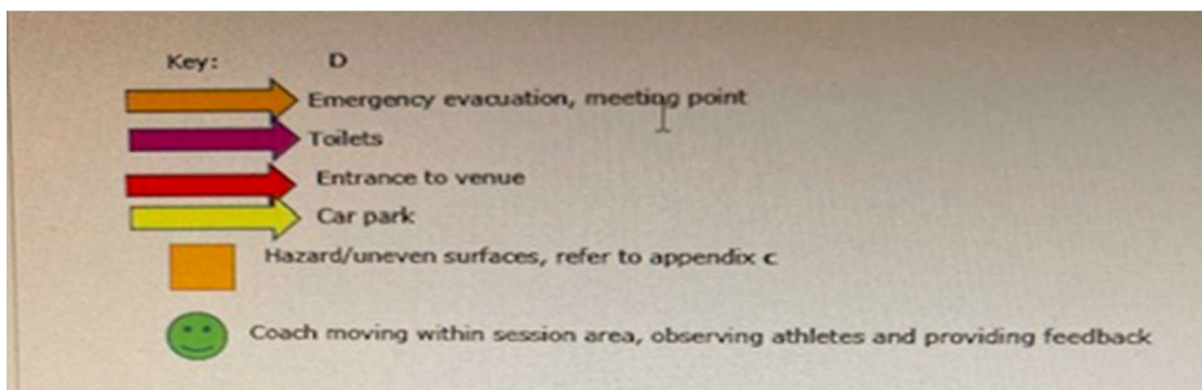 Key: D
Emergency evacuation, meeting point
Toilets
Entrance to venue
Car park
Hazard/uneven surfaces, refer to appendix c
Coach moving within session area, observing athletes and providing feedback